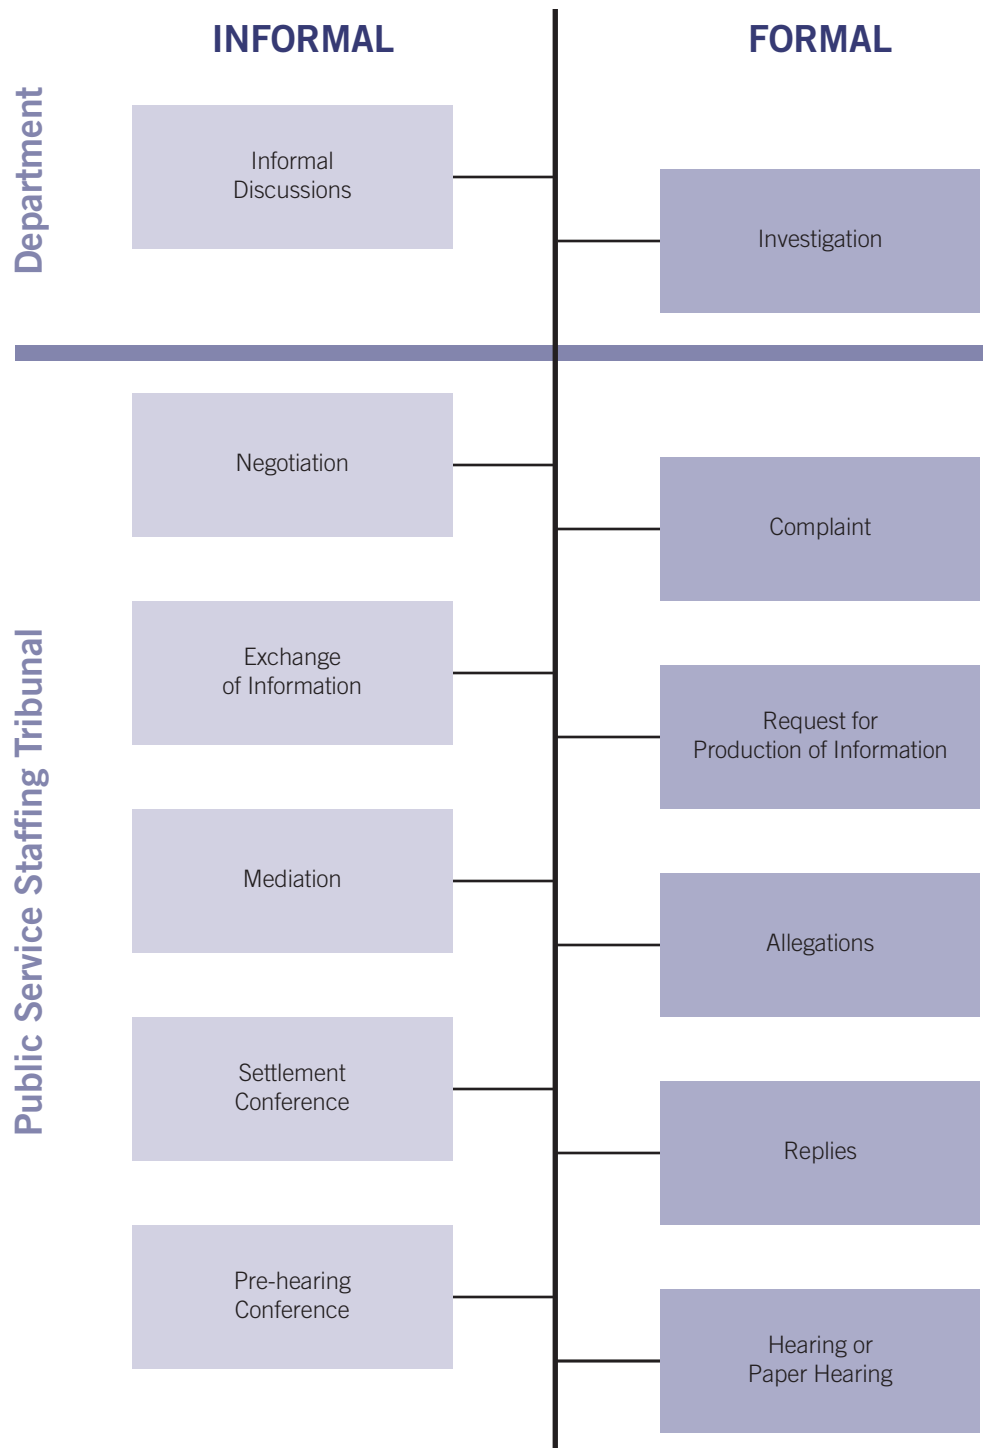 INFORMAL
FORMAL
Department
Informal
Discussions
Investigation
Public Service Staffing Tribunal
Negotiation
Complaint
Exchange
of Information
Request for
Production of Information
Mediation
Allegations
Settlement
Conference
Replies
Pre-hearing
Conference
Hearing or
Paper Hearing